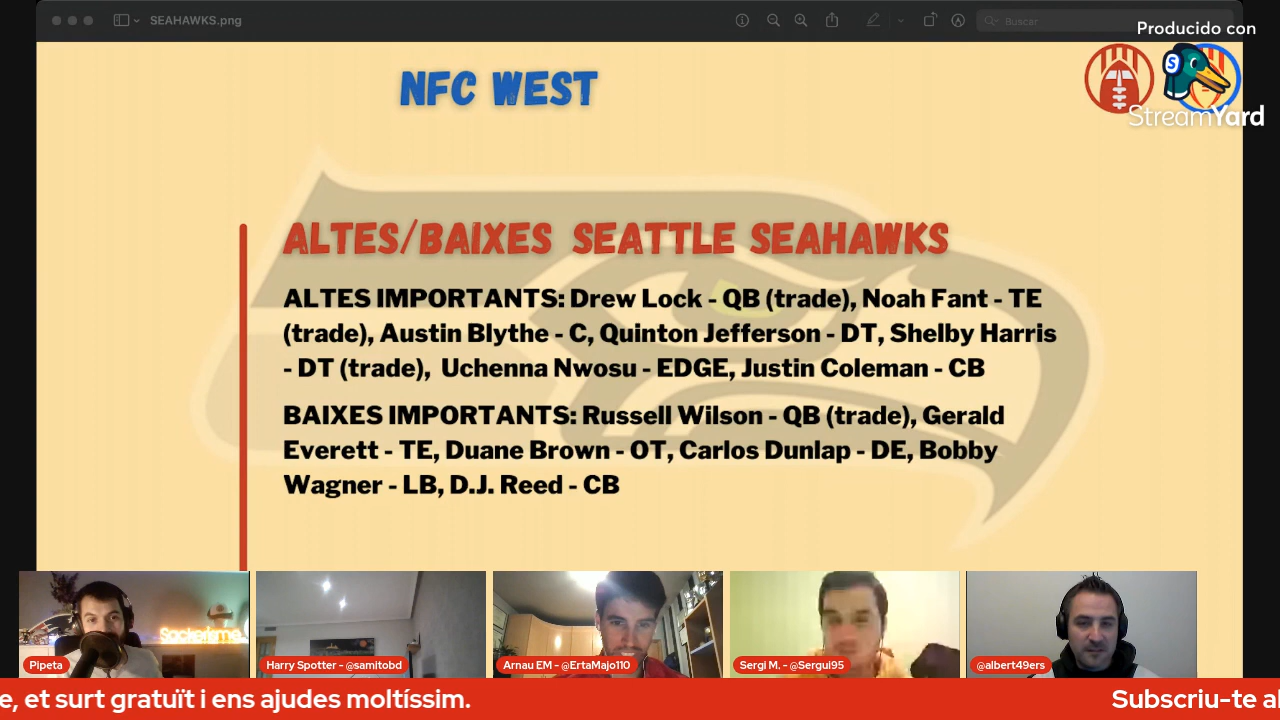 SEAHAWKS.png
Buscar
Producido con
StreamYard
NFC WEST
ALTES/BAIXES SEATTLE SEAHAWKS
ALTES IMPORTANTS: Drew Lock - QB (trade), Noah Fant - TE
(trade), Austin Blythe - C, Quinton Jefferson - DT, Shelby Harris
- DT (trade), Uchenna Nwosu - EDGE, Justin Coleman - CB
BAIXES IMPORTANTS: Russell Wilson - QB (trade), Gerald
Everett - TE, Duane Brown - OT, Carlos Dunlap - DE, Bobby
Wagner - LB, D.J. Reed - CB
Pipeta
Harry Spotter - @samitobd
Arnau EM - @ErtaMajo110
Sergi M. - @Sergui95
@albert49ers
e, et surt gratuït i ens ajudes moltíssim.
Subscriu-te al